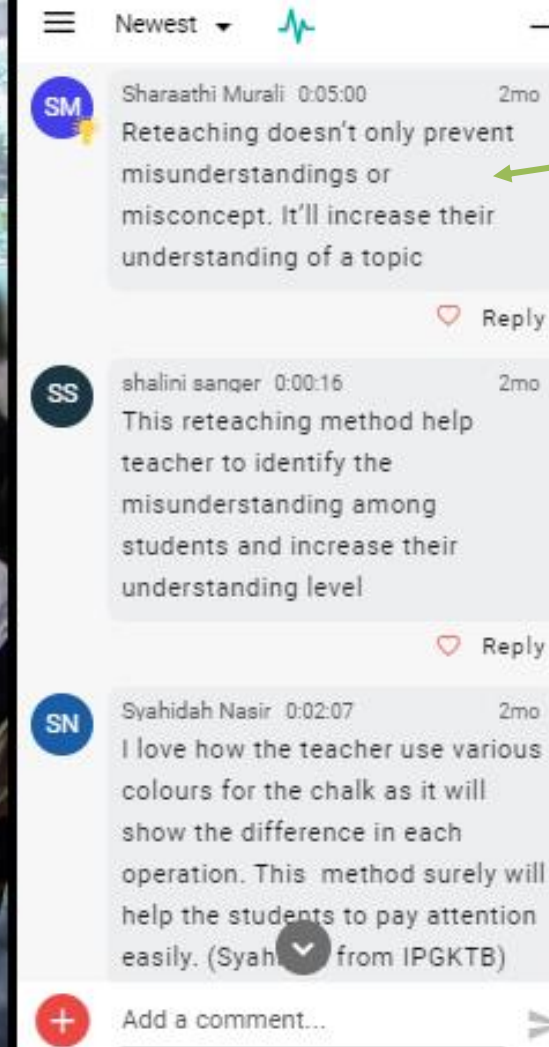 Newest
SM
Sharaathi Murali 0:05:00 2mo
Reteaching doesn't only prevent
misunderstandings or
misconcept. It'll increase their
understanding of a topic
Reply
SS
shalini sanger 0:00:16 2mo
This reteaching method help
teacher to identify the
misunderstanding among
students and increase their
understanding level
Reply
SN
Syahidah Nasir 0:02:07 2mo
I love how the teacher use various
colours for the chalk as it will
show the difference in each
operation. This method surely will
help the students to pay attention
easily. (Syah from IPGKTB)
Add a comment...